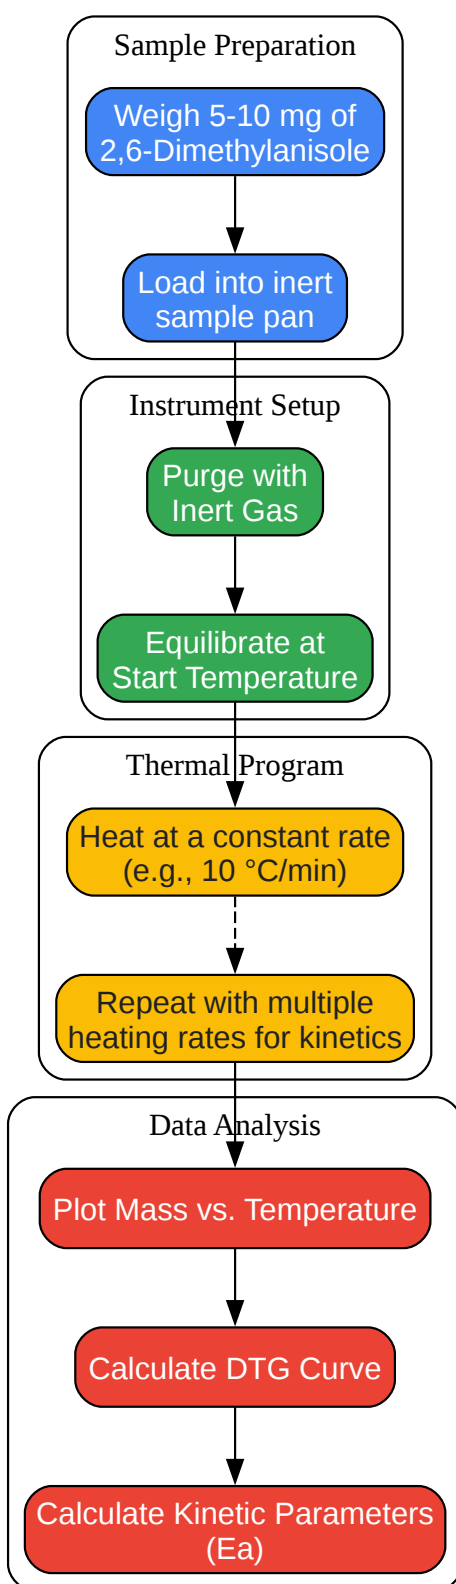 Sample Preparation
Weigh 5-10 mg of
2,6-Dimethylanisole
Load into inert
sample pan
Instrument Setup
Purge with
Inert Gas
Equilibrate at
Start Temperature
Thermal Program
Heat at a constant rate
(e.g., 10 °C/min)
Repeat with multiple
heating rates for kinetics
Data Analysis
Plot Mass vs. Temperature
Calculate DTG Curve
Calculate Kinetic Parameters
(Ea)